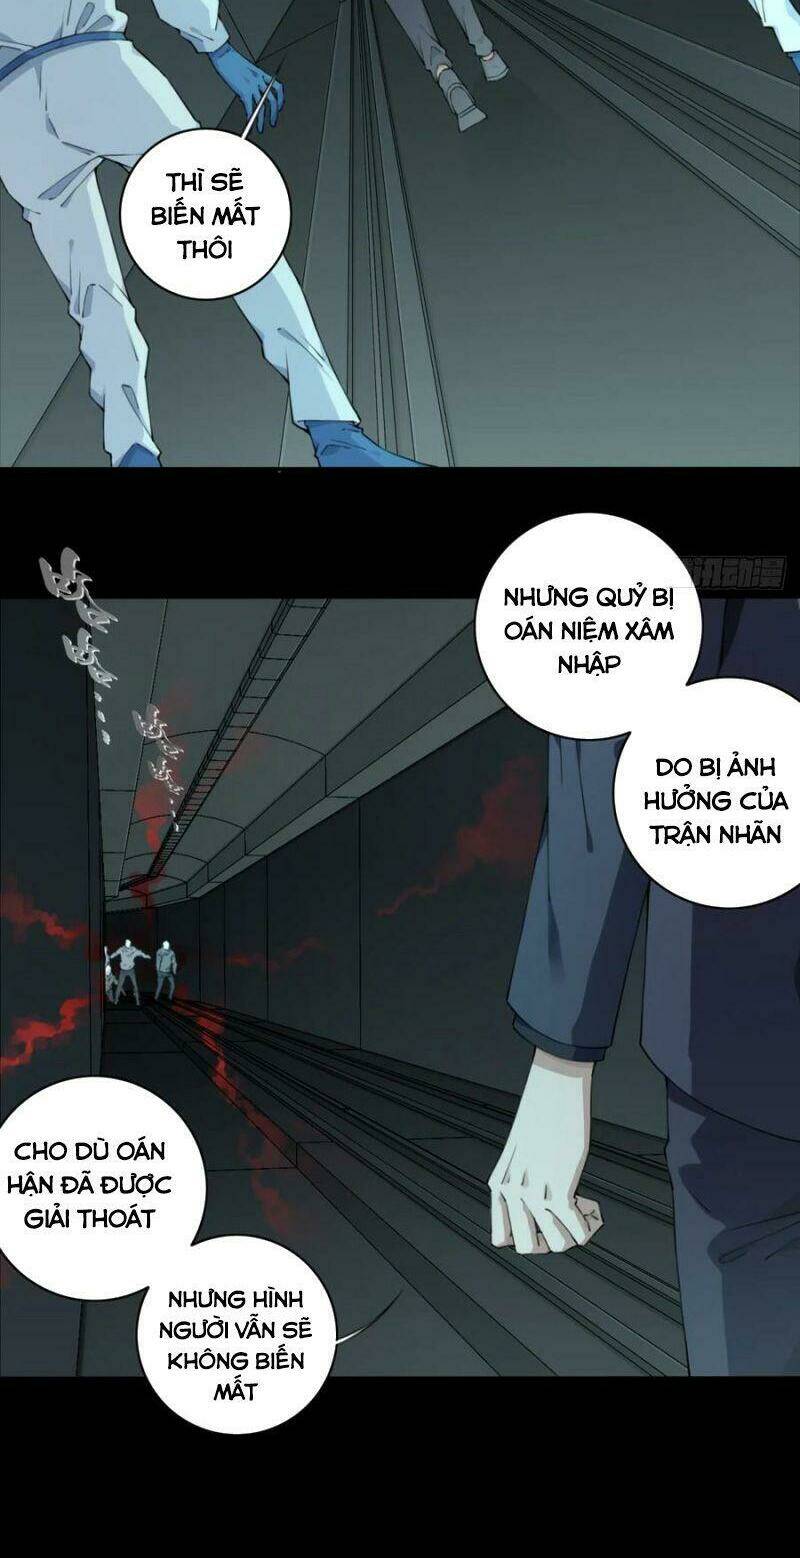 THÌ SẼ
BIẾN MẤT
THÔI
NHƯNG QUỶ BỊ
OÁN NIỆM XÂM
NHẬP
DO BỊ ẢNH
HƯỞNG CỦA
TRẬN NHÃN
CHO DÙ OÁN
HẬN ĐÃ ĐƯỢC
GIẢI THOÁT
NHƯNG HÌNH
NGƯỜI VẪN SẼ
KHÔNG BIẾN
MẤT